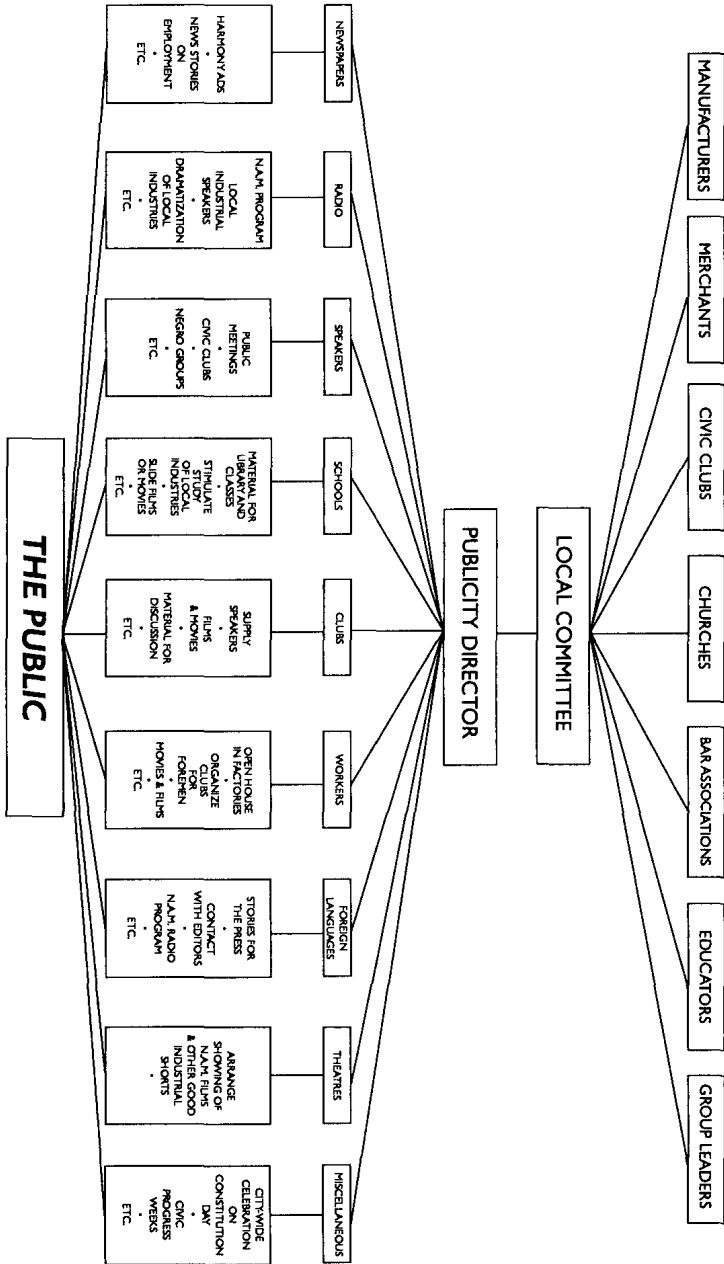 MANUFACTURERS
MERCHANTS
CIVIC CLUBS
CHURCHES
BAR ASSOCIATIONS
EDUCATORS
GROUP LEADERS
LOCAL COMMITTEE
PUBLICITY DIRECTOR
NEWSPAPERS
RADIO
SPEAKERS
SCHOOLS
CLUBS
WORKERS
FOREIGN
LANGUAGES
THEATRES
MISCELLANEOUS
HARMONY ADS
•
NEWS STORIES
ON
EMPLOYMENT
•
ETC.
N.A.M. PROGRAM
•
LOCAL
INDUSTRIAL
SPEAKERS
•
DRAMATIZATION
OF LOCAL
INDUSTRIES
•
ETC.
PUBLIC
MEETINGS
•
CIVIC CLUBS
•
NEGRO GROUPS
•
ETC.
MATERIAL FOR
LIBRARY AND
CLASSES
•
STIMULATE
STUDY
OF LOCAL
INDUSTRIES
•
SLIDE FILMS
OR MOVIES
•
ETC.
SUPPLY
SPEAKERS
•
FILMS
& MOVIES
•
MATERIAL FOR
DISCUSSION
•
ETC.
OPEN HOUSE
IN FACTORIES
•
ORGANIZE
CLUBS
FOR
FOREMEN
•
MOVIES & FILMS
•
ETC.
STORIES FOR
THE PRESS
•
CONTACT
WITH EDITORS
•
N.A.M. RADIO
PROGRAM
•
ETC.
ARRANGE
SHOWING OF
N.A.M. FILMS
& OTHER GOOD
INDUSTRIAL
SHORTS
•
CITY-WIDE
CELEBRATION
ON
CONSTITUTION
DAY
•
CIVIC
PROGRESS
WEEKS
•
ETC.
THE PUBLIC